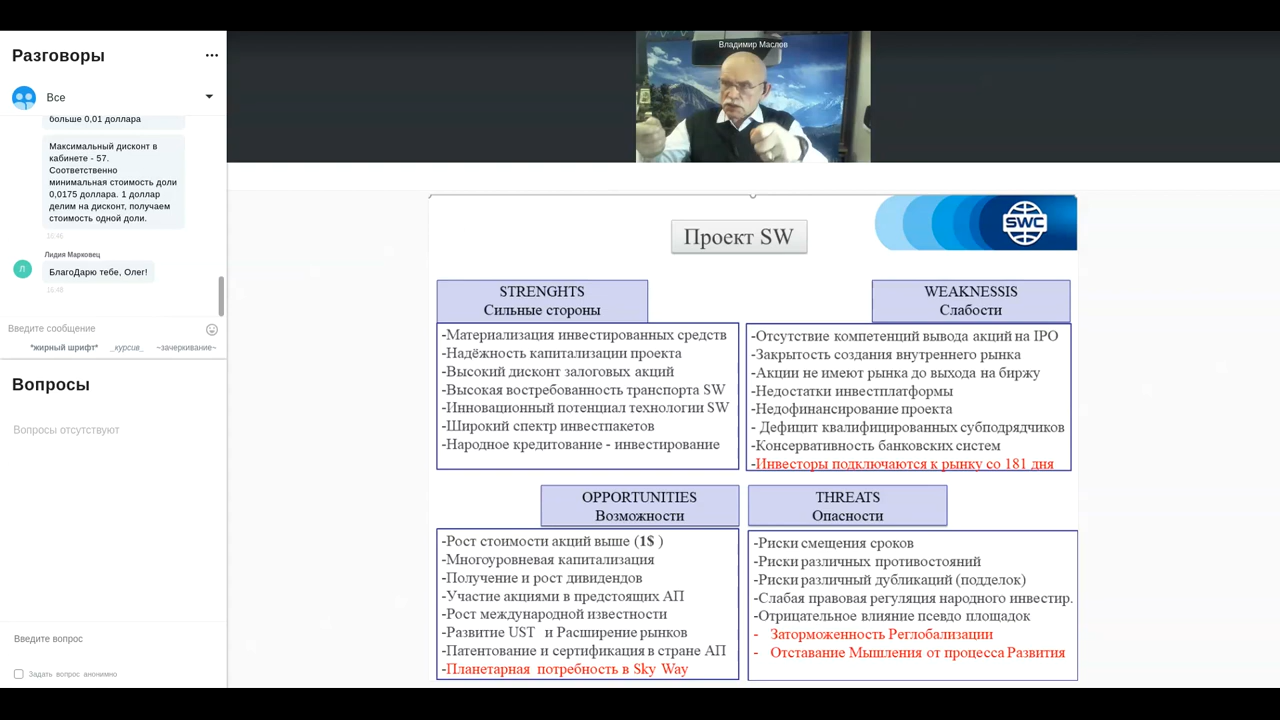 Разговоры
Все
больше 0,01 доллара
Максимальный дисконт в
кабинете - 57.
Соответственно
минимальная стоимость доли
0,0175 доллара. 1 доллар
делим на дисконт, получаем
стоимость одной доли.
16:46
Лидия Марковец
Л
БлагоДарю тебе, Олег!
16:48
Введите сообщение
*жирный шрифт* _курсив_ ~зачеркивание~
Вопросы
Вопросы отсутствуют
Введите вопрос
Задать вопрос анонимно
Владимир Маслов
Проект SW
SWC
STRENGHTS
Сильные стороны
-Материализация инвестированных средств
-Надёжность капитализации проекта
-Высокий дисконт залоговых акций
-Высокая востребованность транспорта SW
-Инновационный потенциал технологии SW
-Широкий спектр инвестпакетов
-Народное кредитование - инвестирование
WEAKNESSIS
Слабости
-Отсутствие компетенций вывода акций на IPO
-Закрытость создания внутреннего рынка
-Акции не имеют рынка до выхода на биржу
-Недостатки инвестплатформы
-Недофинансирование проекта
- Дефицит квалифицированных субподрядчиков
-Консервативность банковских систем
-Инвесторы подключаются к рынку со 181 дня
OPPORTUNITIES
Возможности
-Рост стоимости акций выше (1$ )
-Многоуровневая капитализация
-Получение и рост дивидендов
-Участие акциями в предстоящих АП
-Рост международной известности
-Развитие UST и Расширение рынков
-Патентование и сертификация в стране АП
-Планетарная потребность в Sky Way
THREATS
Опасности
-Риски смещения сроков
-Риски различных противостояний
-Риски различный дубликаций (подделок)
-Слабая правовая регуляция народного инвестир.
-Отрицательное влияние псевдо площадок
- Заторможенность Реглобализации
- Отставание Мышления от процесса Развития